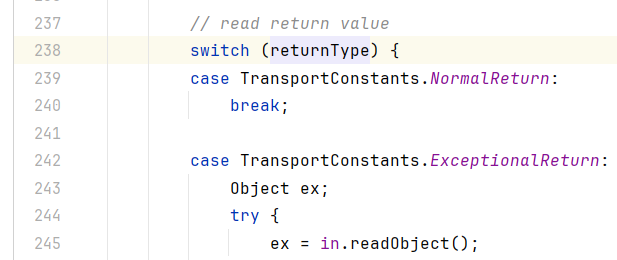 237 // read return value
238 switch (returnType) {
239 case TransportConstants.NormalReturn:
240 break;
241
242 case TransportConstants.ExceptionalReturn:
243 Object ex;
244 try {
245 ex = in.readObject();